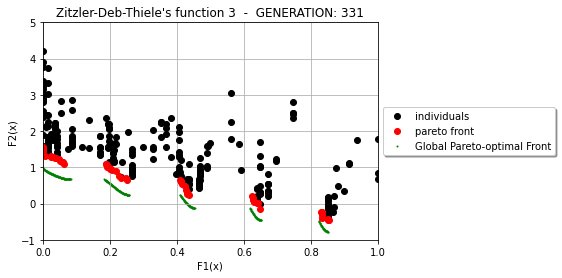 Zitzler-Deb-Thiele's function 3 - GENERATION: 331
5
4
3
2
1
0
−1
F2(x)
0.0 0.2 0.4 0.6 0.8 1.0
F1(x)
individuals
pareto front
Global Pareto-optimal Front